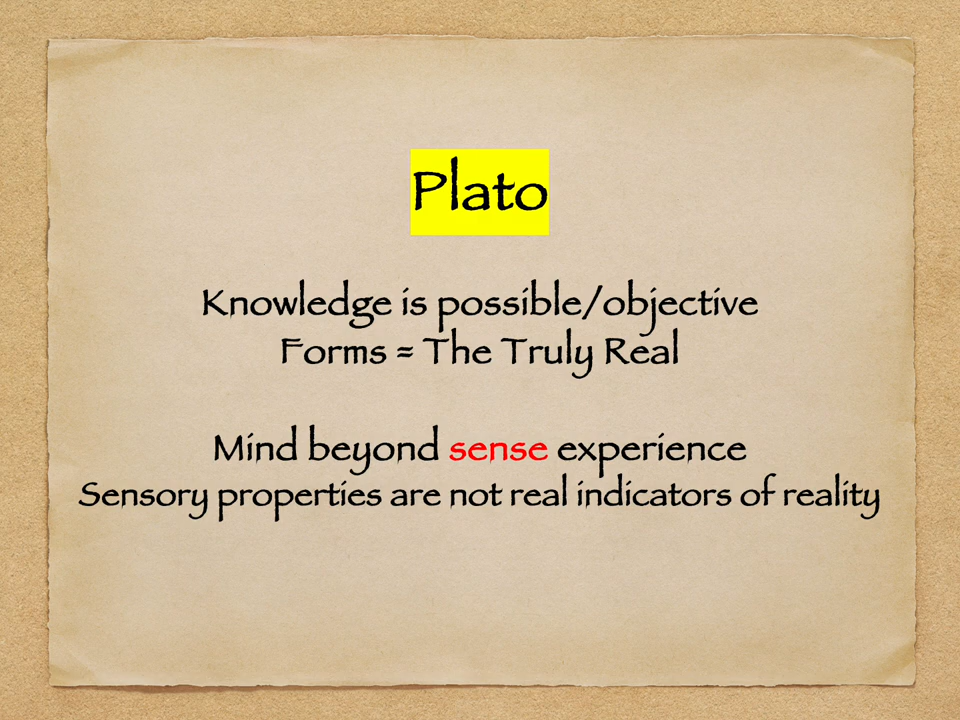 Plato
Knowledge is possible/objective
Forms = The Truly Real
Mind beyond sense experience
Sensory properties are not real indicators of reality